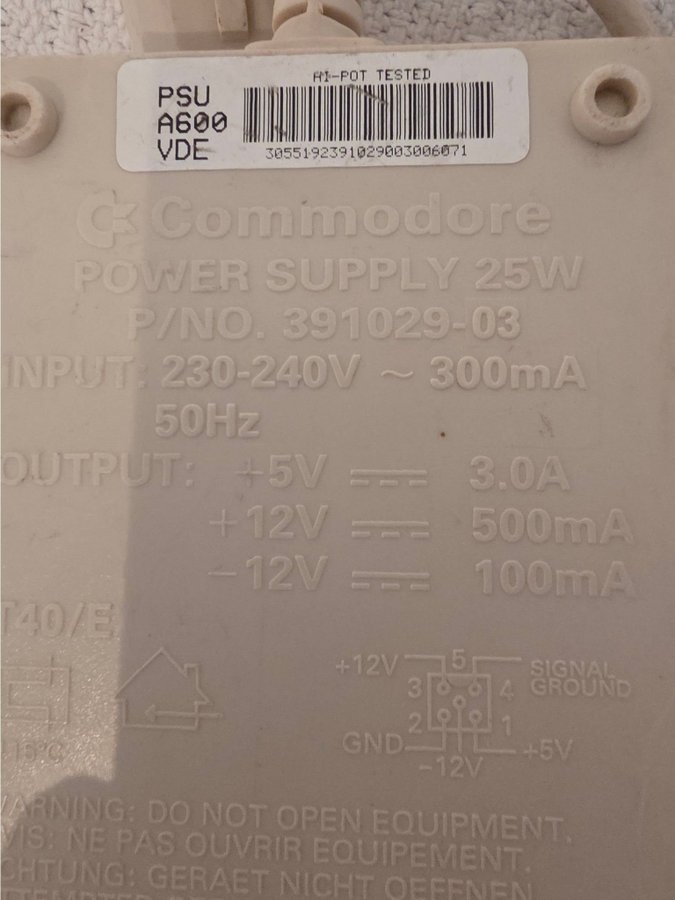 HI-POT TESTED
PSU
A600
VDE
3055192391029003006071
Commodore
POWER SUPPLY 25W
P/NO. 391029-03
INPUT: 230-240V ~ 300mA
50Hz
OUTPUT: +5V 3.0A
+12V 500mA
-12V 100mA
T40/E
+12V 5 SIGNAL
3 4 GROUND
2 1
GND +5V
-12V
15°C
WARNING: DO NOT OPEN EQUIPMENT.
AVIS: NE PAS OUVRIR EQUIPEMENT.
ACHTUNG: GERAET NICHT OEFFNEN